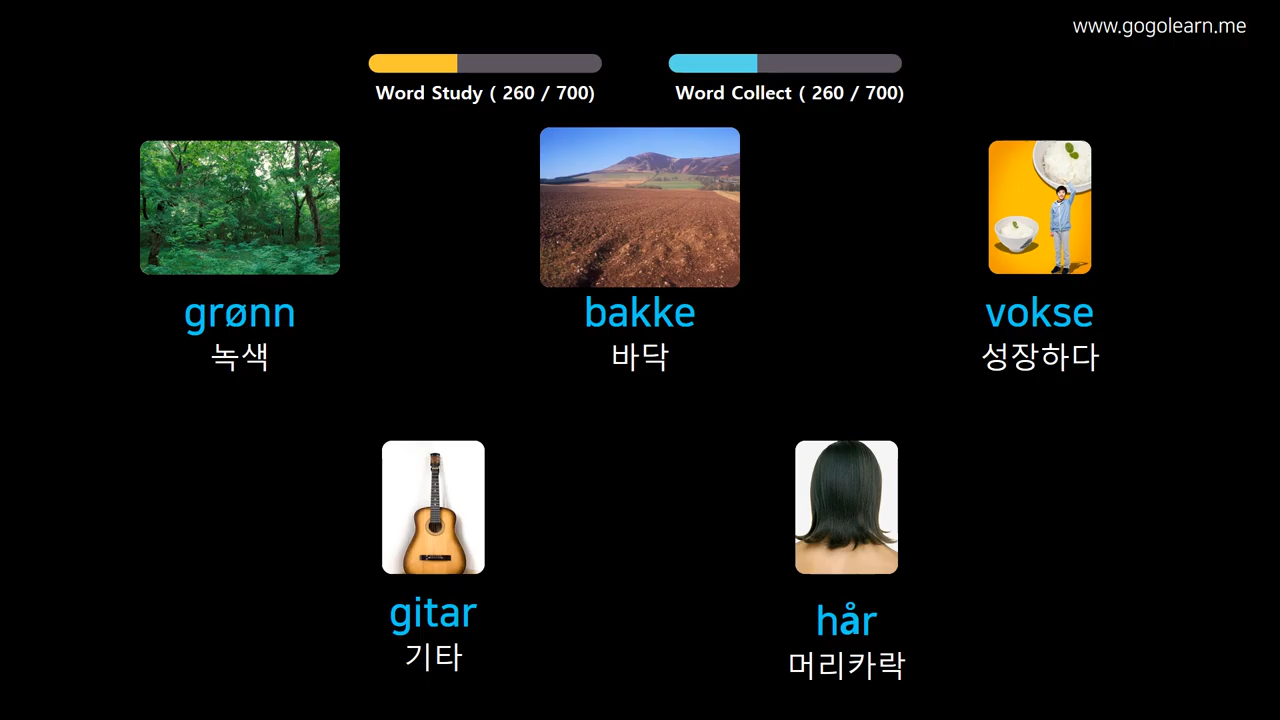 www.gogolearn.me
Word Study ( 260 / 700)
Word Collect ( 260 / 700)
grønn
녹색
bakke
바닥
vokse
성장하다
gitar
기타
hår
머리카락